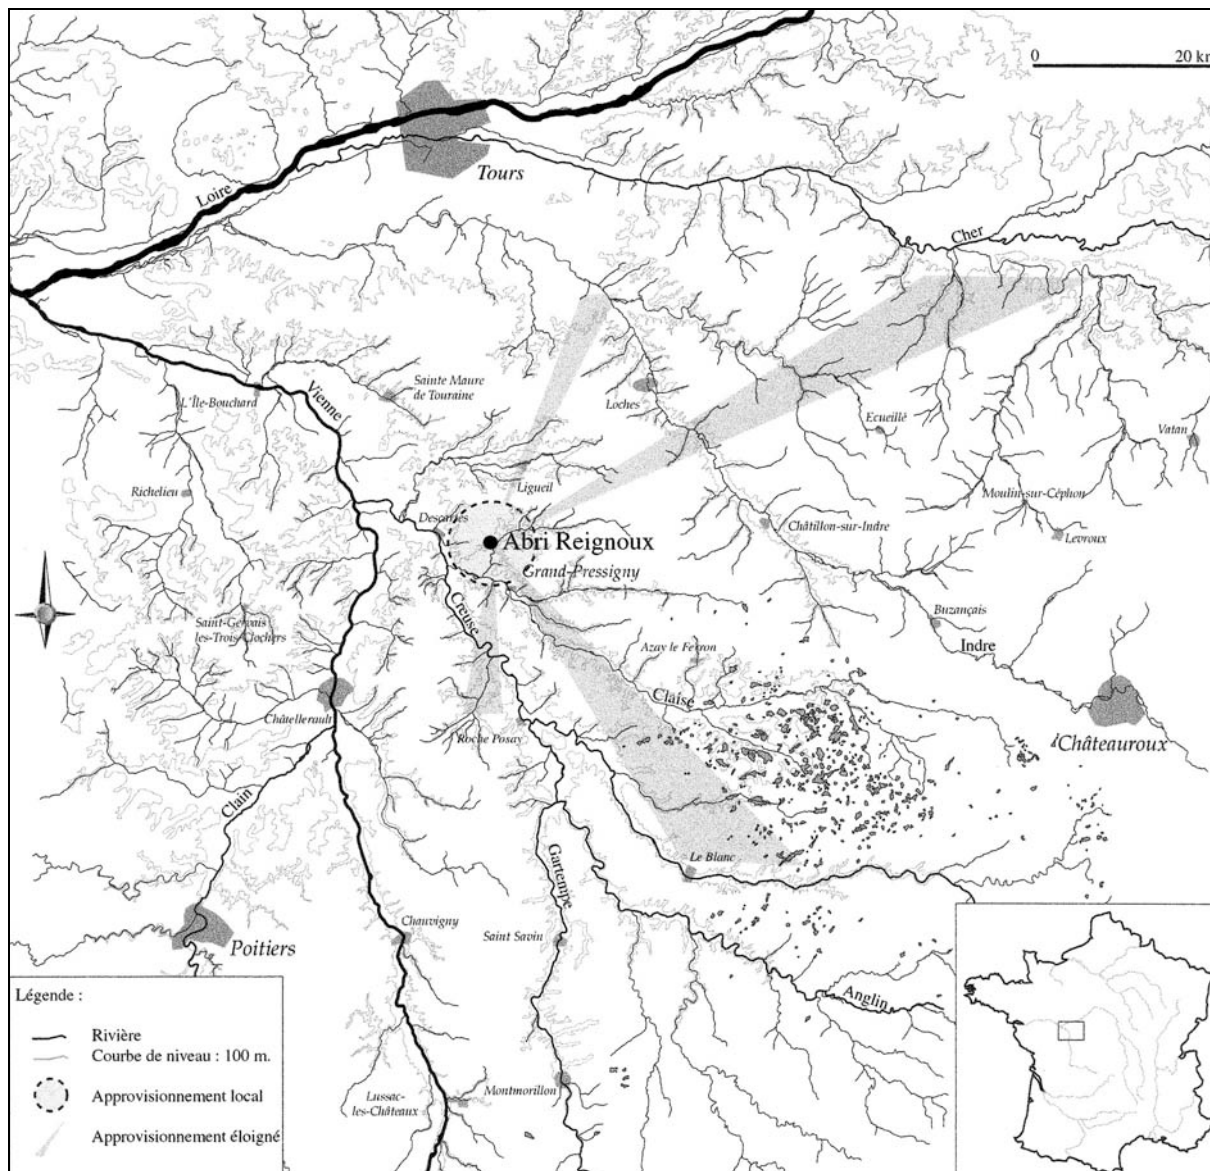 0 20 km
Loire
Tours
Cher
Vienne
Sainte Maure
de Touraine
L'Île-Bouchard
Loches
Ecueillé
Vatan
Richelieu
Ligueil
Moulin-sur-Céphon
Descartes
Châtillon-sur-Indre
Levroux
Abri Reignoux
Grand-Pressigny
Creuse
Saint-Gervais
les-Trois-Clochers
Buzançais
Azay le Ferron
Indre
Claise
Châtellerault
Roche Posay
Châteauroux
Clain
Le Blanc
Gartempe
Chauvigny
Saint Savin
Poitiers
Anglin
Légende :
Rivière
Courbe de niveau : 100 m.
Approvisionnement local
Approvisionnement éloigné
Lussac-
les-Châteaux
Montmorillon